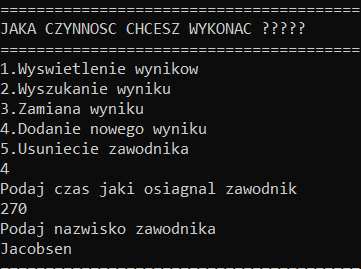 ========================================
JAKA CZYNNOSC CHCESZ WYKONAC ?????
========================================
1.Wyswietlenie wynikow
2.Wyszukanie wyniku
3.Zamiana wyniku
4.Dodanie nowego wyniku
5.Usuniecie zawodnika
4
Podaj czas jaki osiagnal zawodnik
270
Podaj nazwisko zawodnika
Jacobsen
========================================